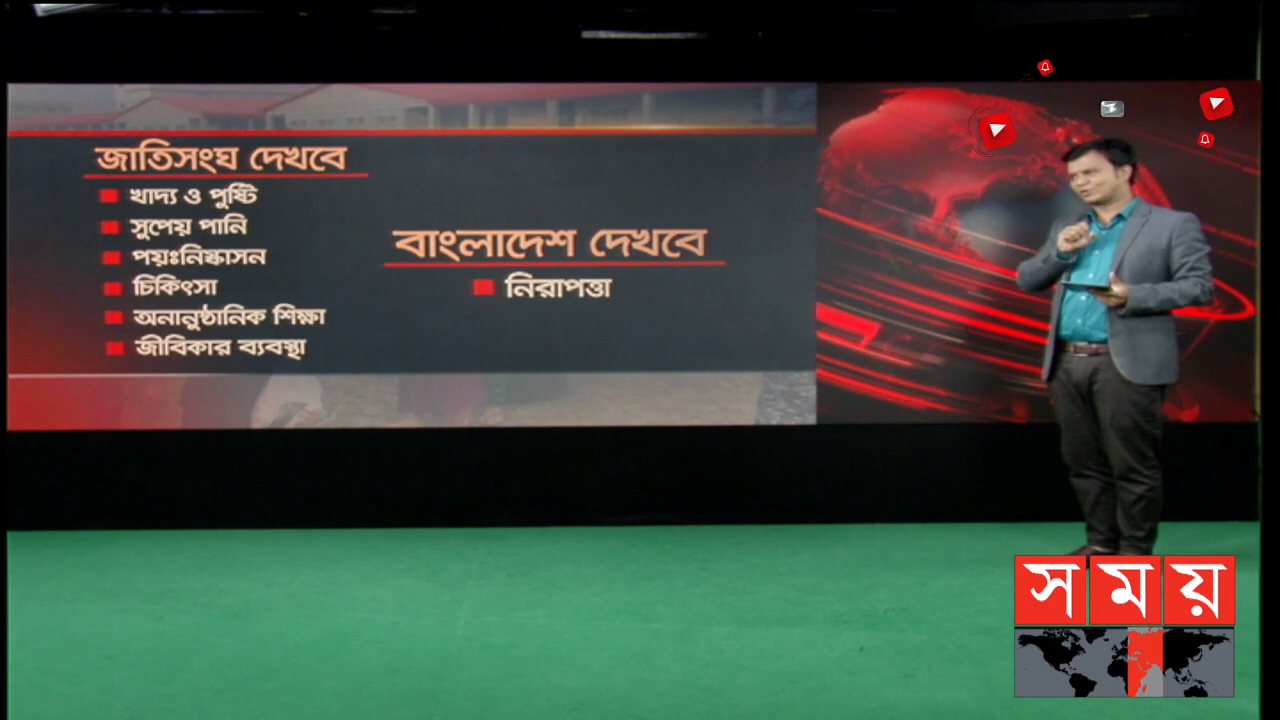 জাতিসংঘ দেখবে
খাদ্য ও পুষ্টি
সুপেয় পানি
পয়ঃনিষ্কাসন
চিকিৎসা
অনানুষ্ঠানিক শিক্ষা
জীবিকার ব্যবস্থা
বাংলাদেশ দেখবে
নিরাপত্তা
সময়